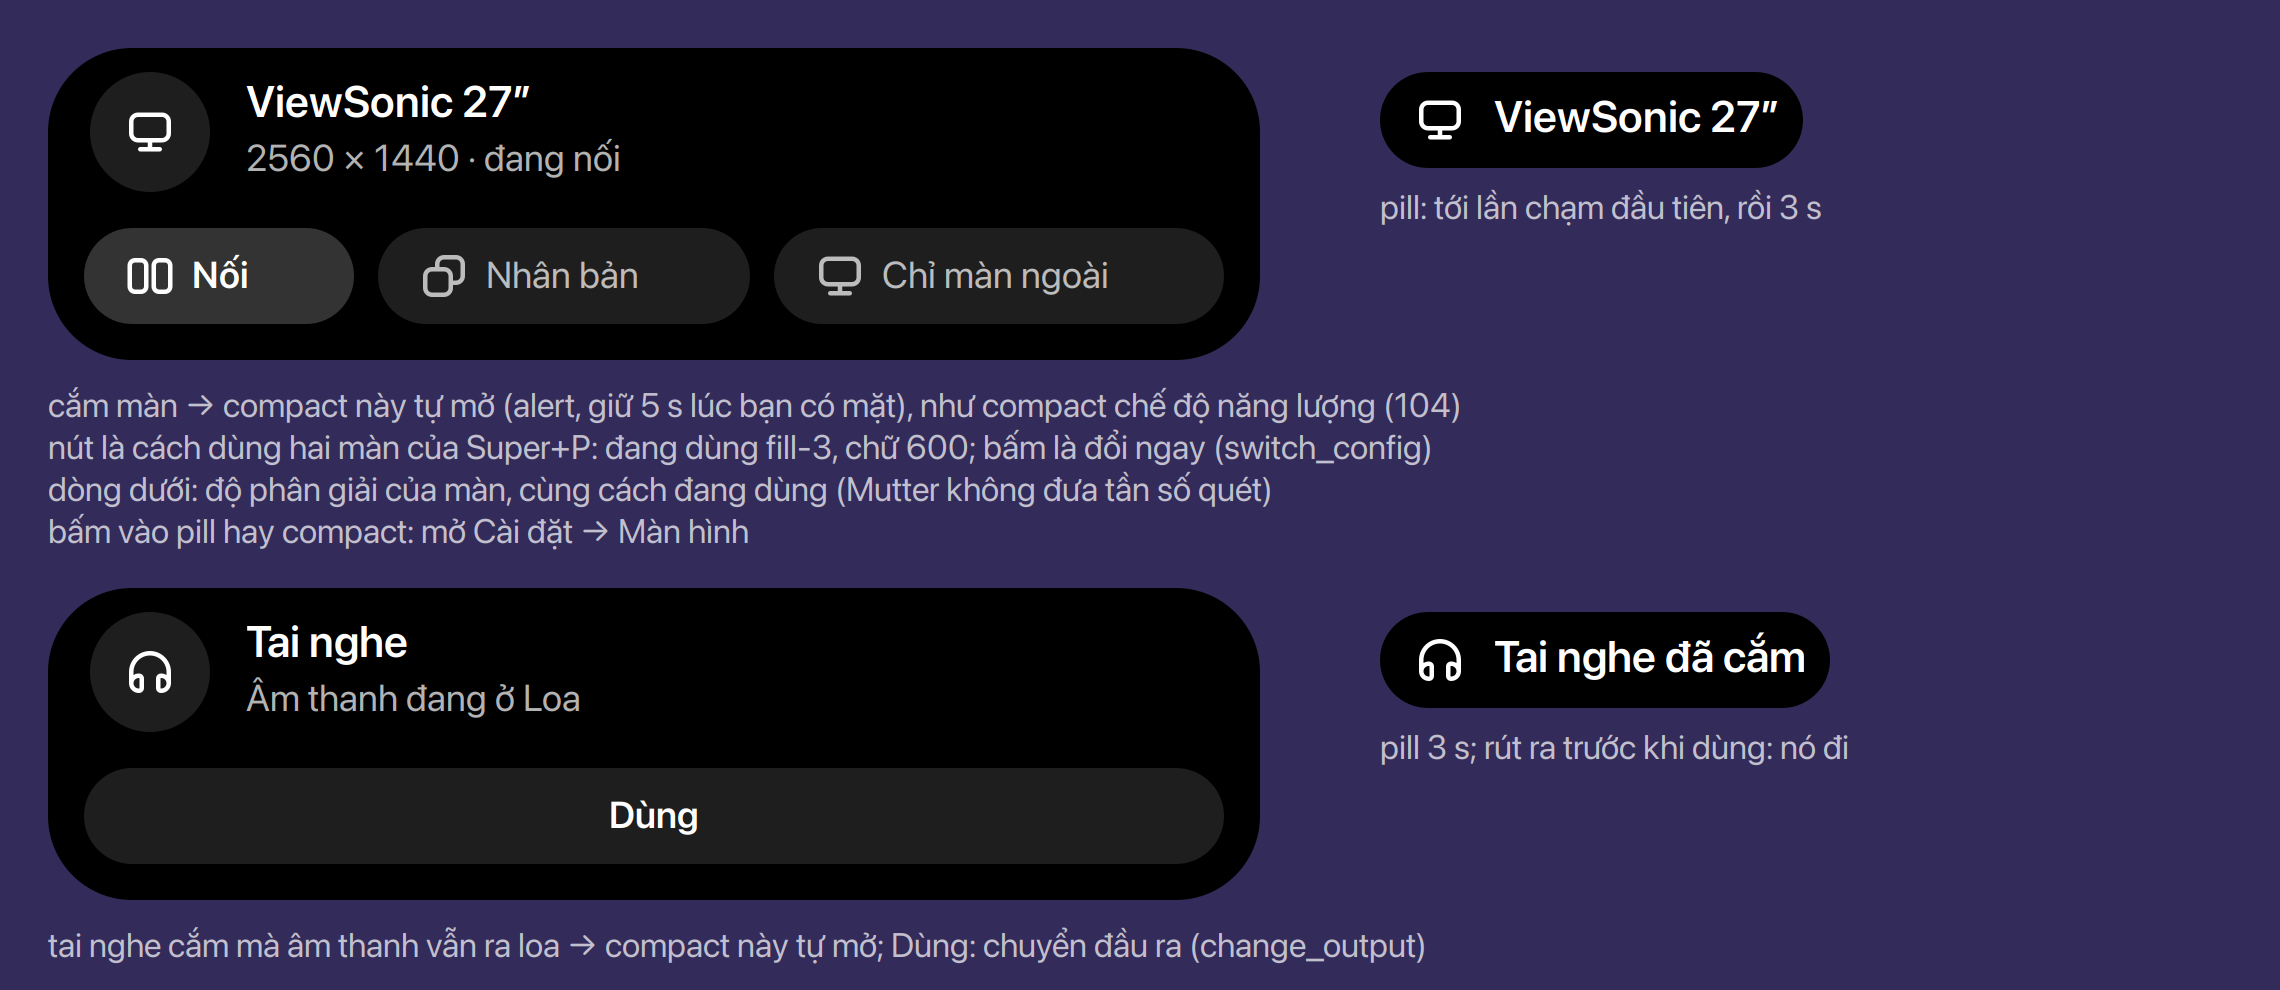 ViewSonic 27”
2560 × 1440 · đang nối
Nối
Nhân bản
Chỉ màn ngoài
ViewSonic 27”
pill: tới lần chạm đầu tiên, rồi 3 s
cắm màn → compact này tự mở (alert, giữ 5 s lúc bạn có mặt), như compact chế độ năng lượng (104)
nút là cách dùng hai màn của Super+P: đang dùng fill-3, chữ 600; bấm là đổi ngay (switch_config)
dòng dưới: độ phân giải của màn, cùng cách đang dùng (Mutter không đưa tần số quét)
bấm vào pill hay compact: mở Cài đặt → Màn hình
Tai nghe
Âm thanh đang ở Loa
Dùng
Tai nghe đã cắm
pill 3 s; rút ra trước khi dùng: nó đi
tai nghe cắm mà âm thanh vẫn ra loa → compact này tự mở; Dùng: chuyển đầu ra (change_output)